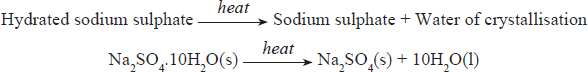 Hydrated sodium sulphate —heat→ Sodium sulphate + Water of crystallisation
Na₂SO₄.10H₂O(s) —heat→ Na₂SO₄(s) + 10H₂O(l)